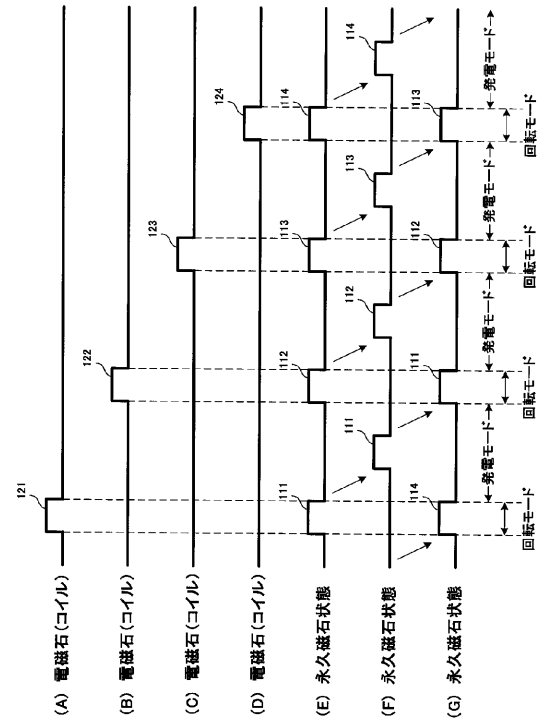 (A) 電磁石(コイル)
121
(B) 電磁石(コイル)
122
(C) 電磁石(コイル)
123
(D) 電磁石(コイル)
124
(E) 永久磁石状態
111
112
113
114
(F) 永久磁石状態
111
112
113
114
(G) 永久磁石状態
114
111
112
113
発電モード
発電モード
発電モード
発電モード
回転モード
回転モード
回転モード
回転モード